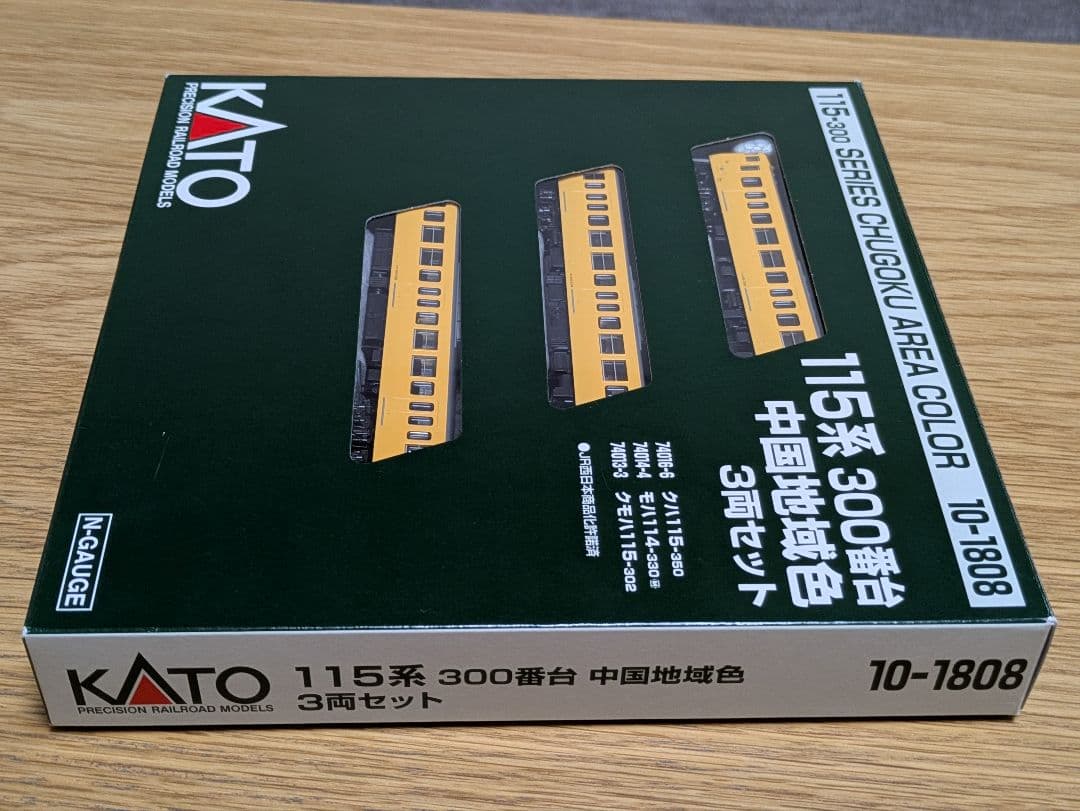 115-300 SERIES CHUGOKU AREA COLOR 10-1808
115系 300番台
中国地域色
3両セット
74016-6 クハ115-350
74014-4 モハ114-330 M
74013-3 クモハ115-302
●JR西日本商品化許諾済
KATO
PRECISION RAILROAD MODELS
N-GAUGE
KATO
PRECISION RAILROAD MODELS
115系 300番台 中国地域色
3両セット
10-1808